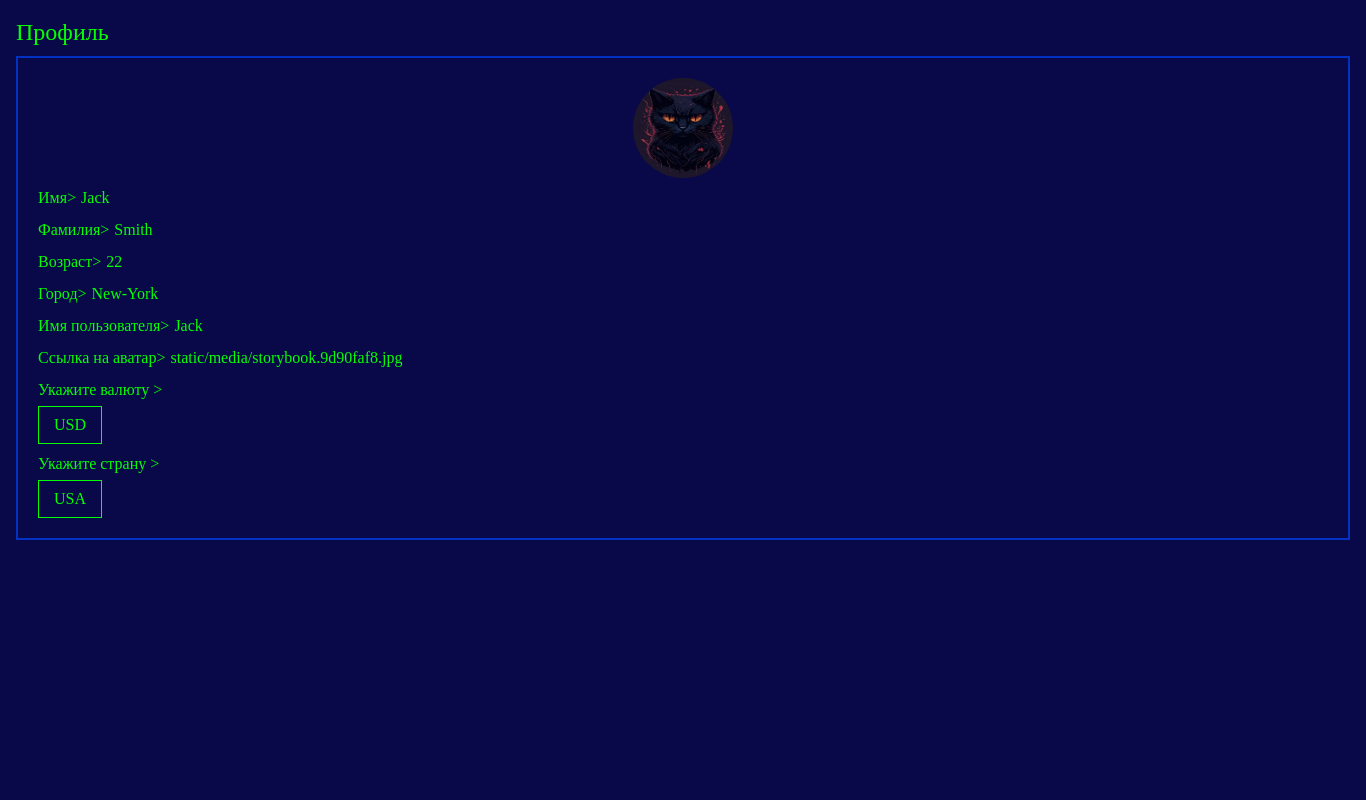 Профиль
Имя> Jack
Фамилия> Smith
Возраст> 22
Город> New-York
Имя пользователя> Jack
Ссылка на аватар> static/media/storybook.9d90faf8.jpg
Укажите валюту >
USD
Укажите страну >
USA